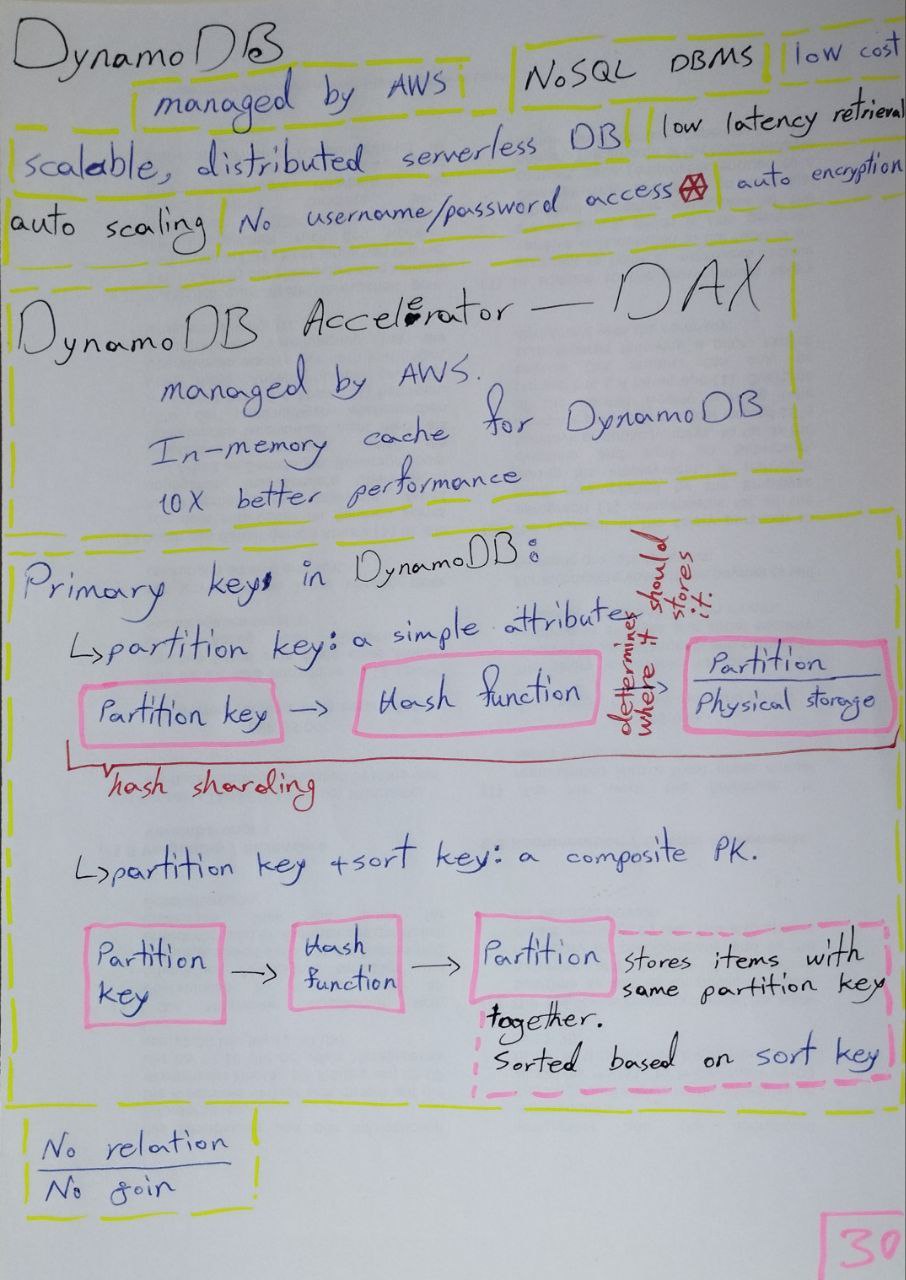 DynamoDB
managed by AWS
NoSQL DBMS
low cost
scalable, distributed serverless DB
low latency retrieval
auto scaling
No username/password access
auto encryption
DynamoDB Accelerator — DAX
managed by AWS.
In-memory cache for DynamoDB
10X better performance
Primary keys in DynamoDB:
↳ partition key: a simple attributes
Partition key → Hash function → Partition
Physical storage
determines
where it should
stores
it.
hash sharding
↳ partition key + sort key: a composite PK.
Partition
key
→
Hash
function
→
Partition
stores items with
same partition key
together.
Sorted based on sort key
No relation
No join
30